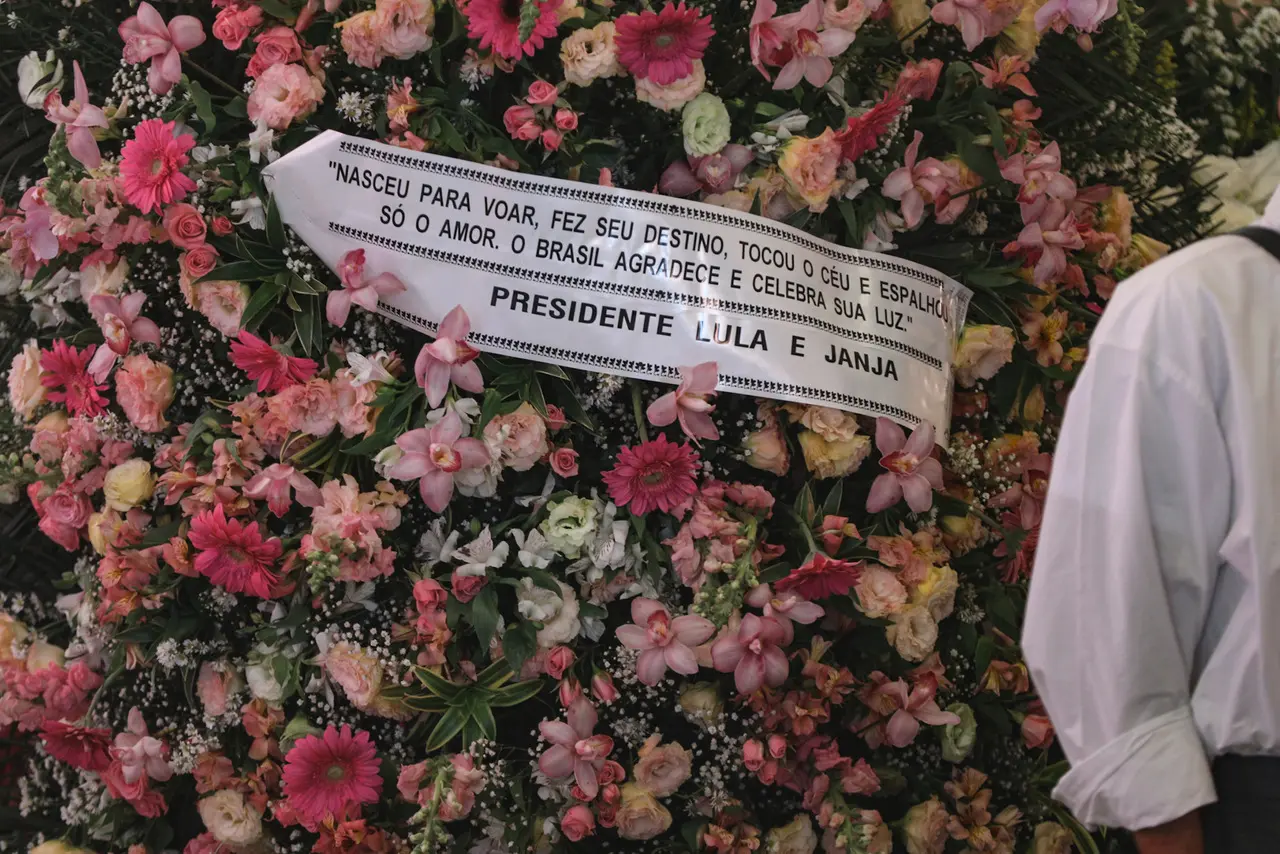 "NASCEU PARA VOAR, FEZ SEU DESTINO, TOCOU O CÉU E ESPALHOU
SÓ O AMOR. O BRASIL AGRADECE E CELEBRA SUA LUZ."
PRESIDENTE LULA E JANJA